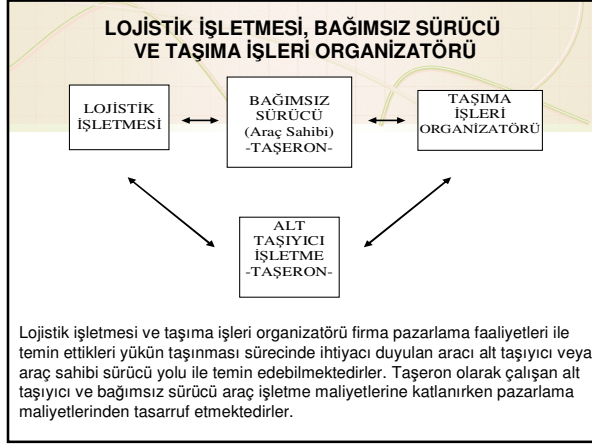 LOJİSTİK İŞLETMESİ, BAĞIMSIZ SÜRÜCÜ
VE TAŞIMA İŞLERİ ORGANİZATÖRÜ
LOJİSTİK
İŞLETMESİ
BAĞIMSIZ
SÜRÜCÜ
(Araç Sahibi)
-TAŞERON-
TAŞIMA
İŞLERİ
ORGANİZATÖRÜ
ALT
TAŞIYICI
İŞLETME
-TAŞERON-
Lojistik işletmesi ve taşıma işleri organizatörü firma pazarlama faaliyetleri ile
temin ettikleri yükün taşınması sürecinde ihtiyacı duyulan aracı alt taşıyıcı veya
araç sahibi sürücü yolu ile temin edebilmektedirler. Taşeron olarak çalışan alt
taşıyıcı ve bağımsız sürücü araç işletme maliyetlerine katlanırken pazarlama
maliyetlerinden tasarruf etmektedirler.